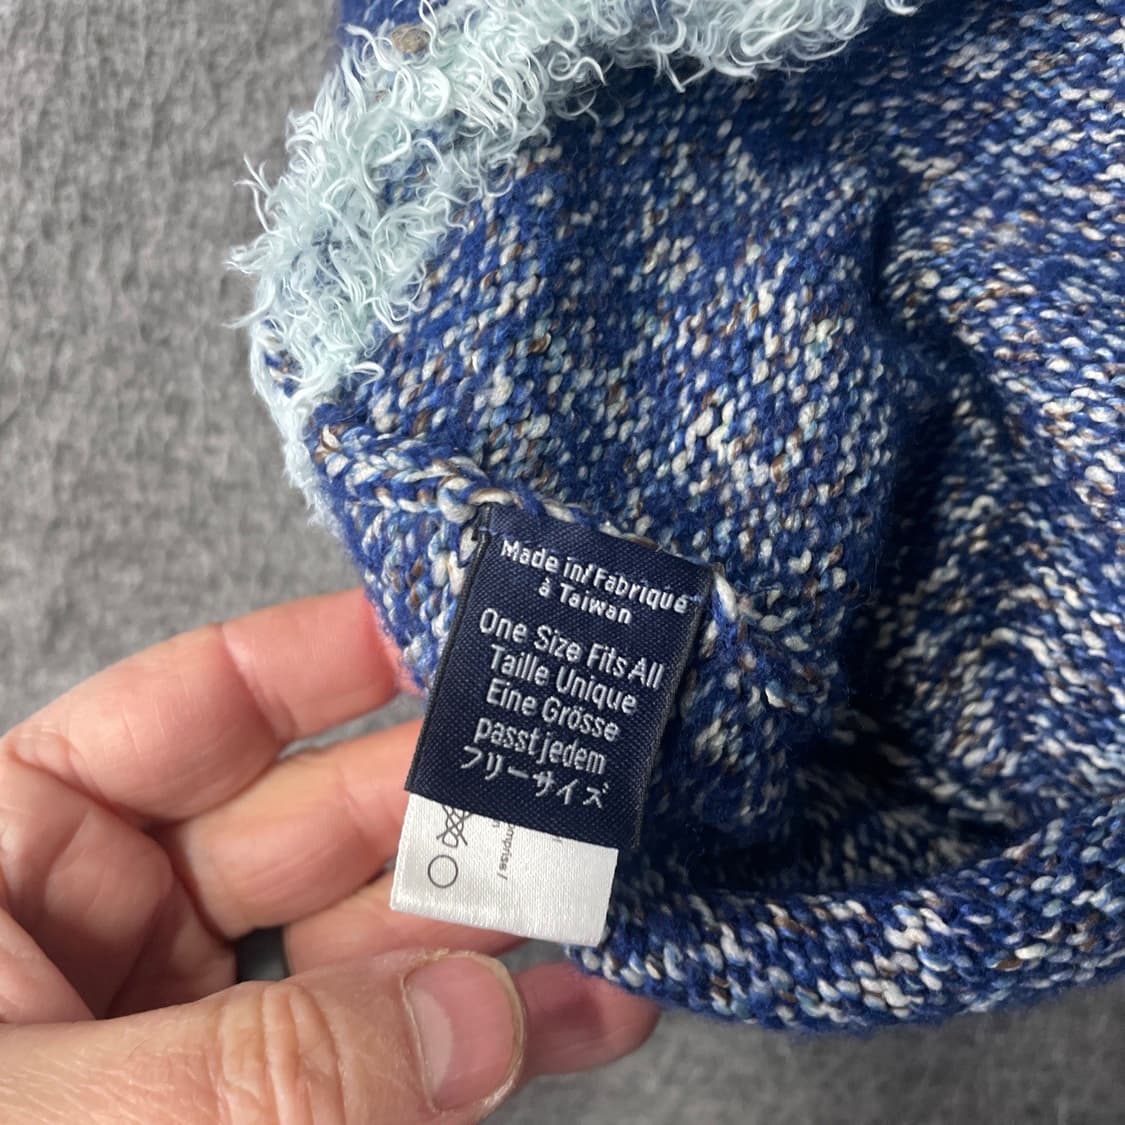 Made in/Fabriqué
à Taiwan
One Size Fits All
Taille Unique
Eine Grösse
passt jedem
フリーサイズ